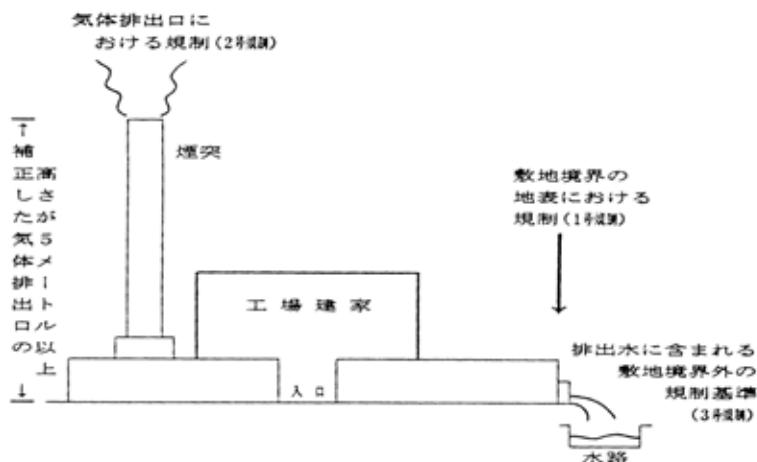 気体排出口に
おける規制(2号規制)
煙突
補正した気体排出口の
高さが5メートル以上
敷地境界の
地表における
規制(1号規制)
工場建家
入口
排出水に含まれる
敷地境界外の
規制基準
(3号規制)
水路